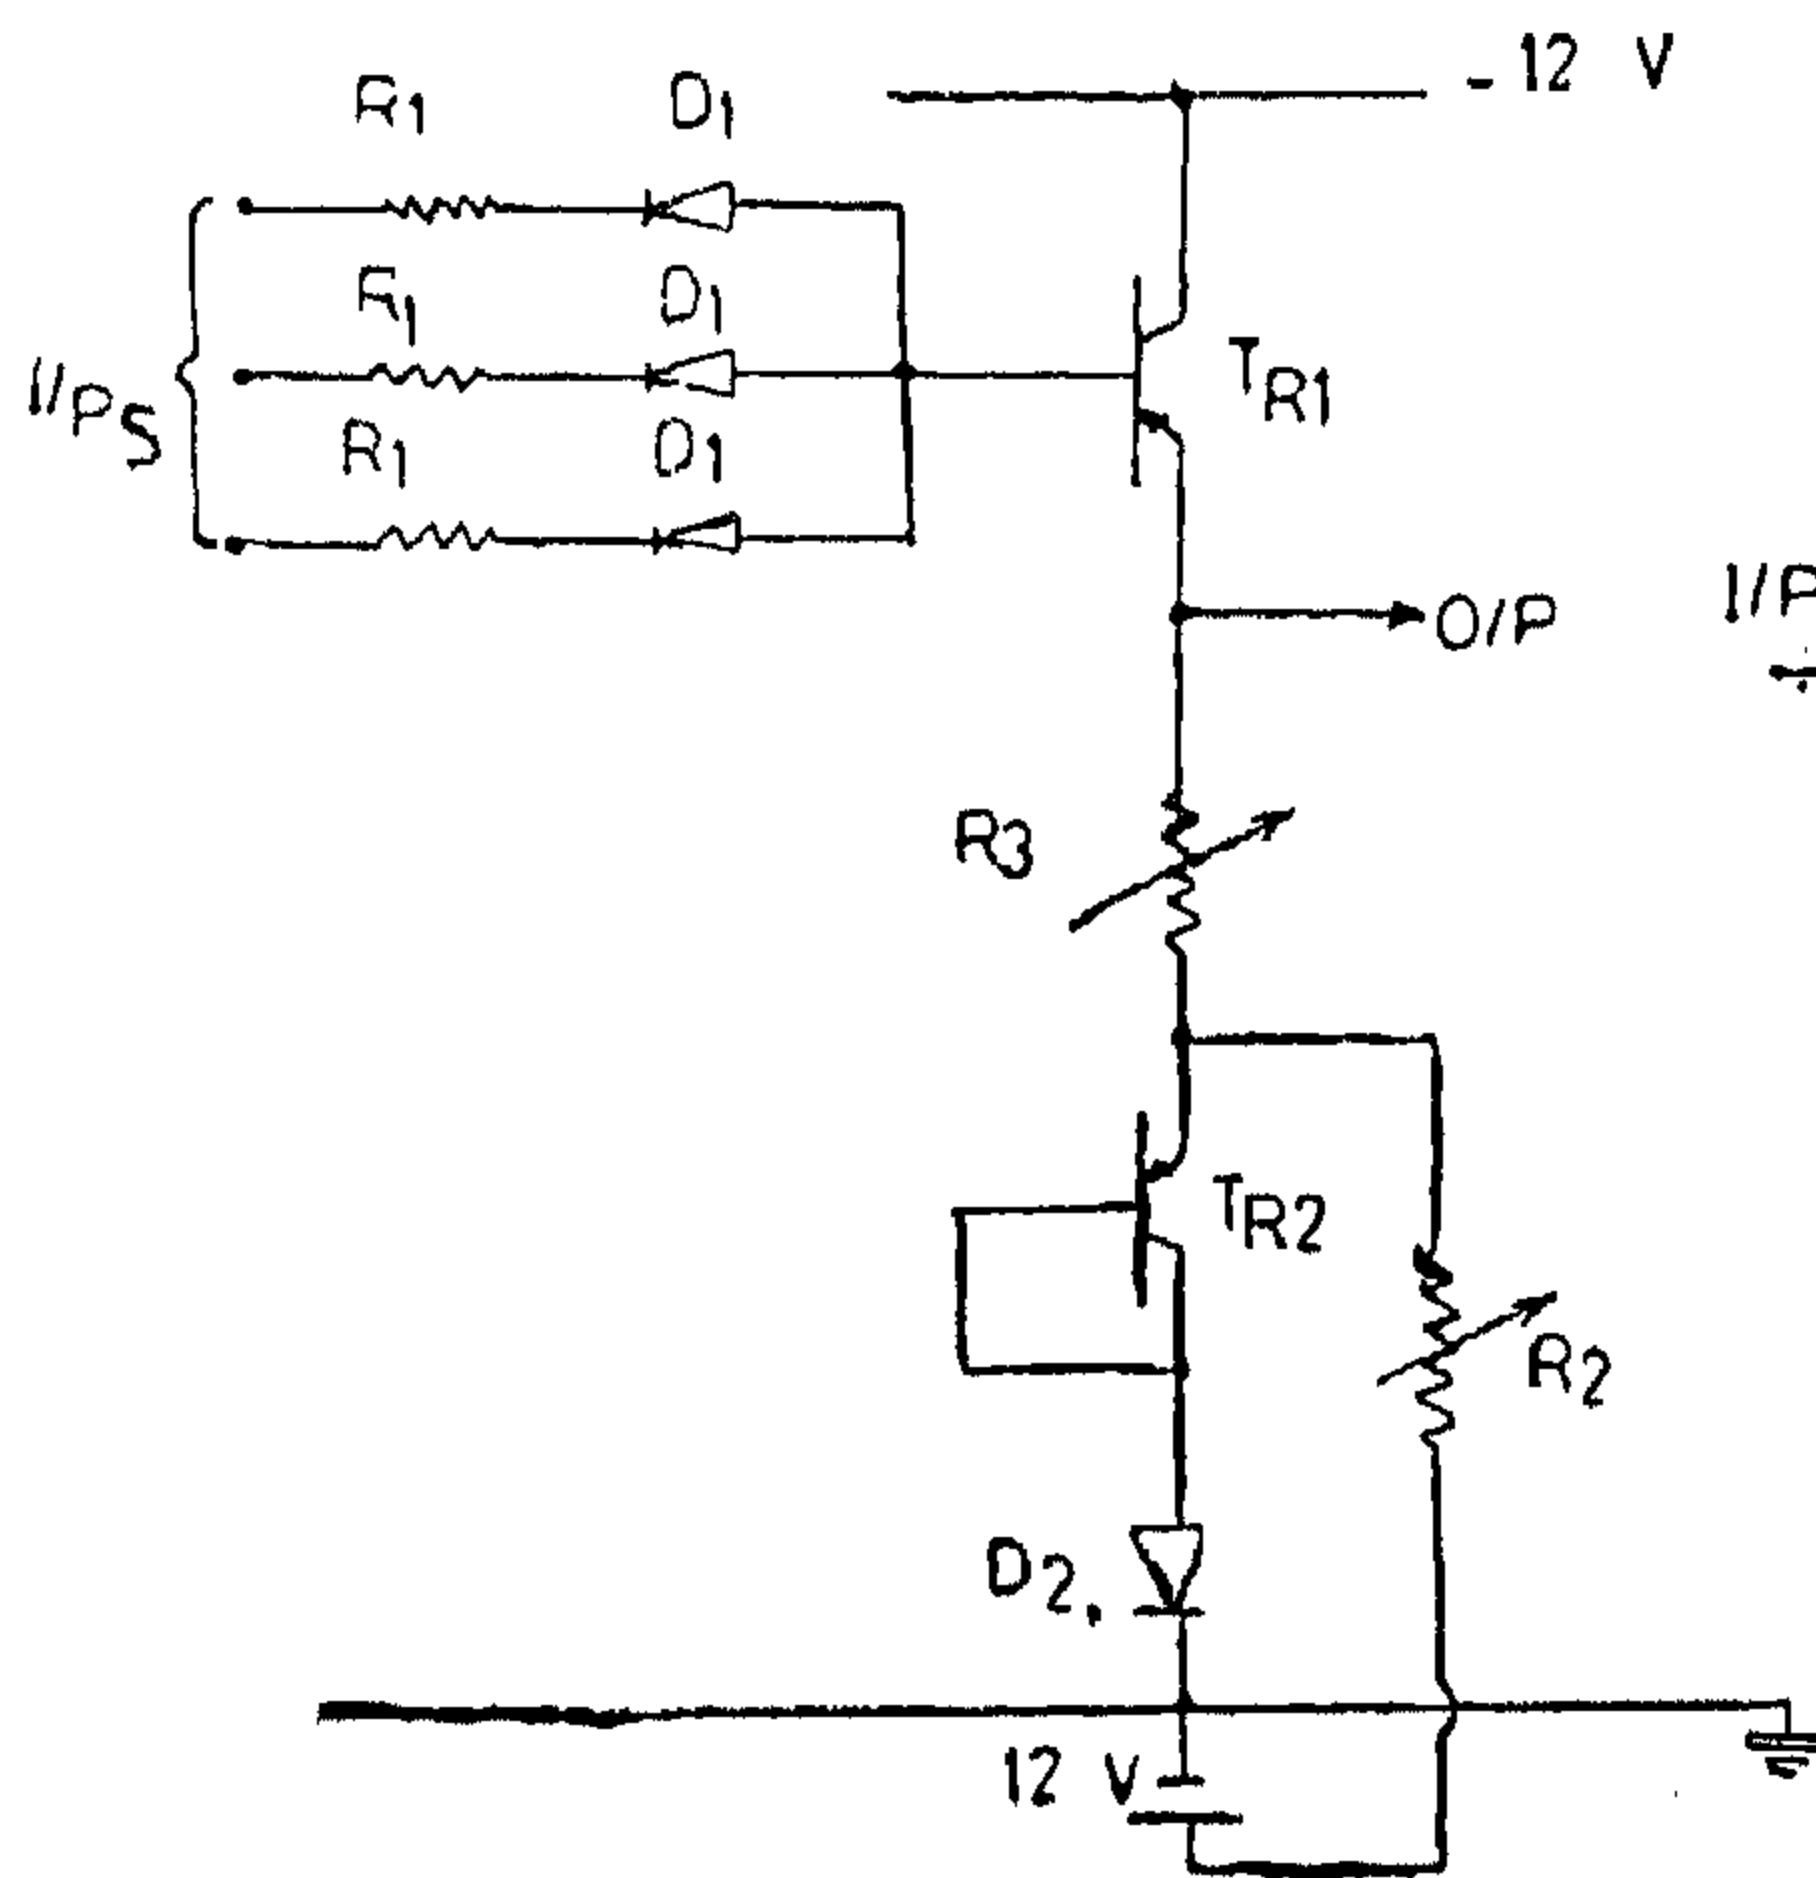 - 12 V
R1
D1
R1
D1
I/PS
R1
D1
TR1
O/P
I/P
R3
TR2
R2
D2.
12 V